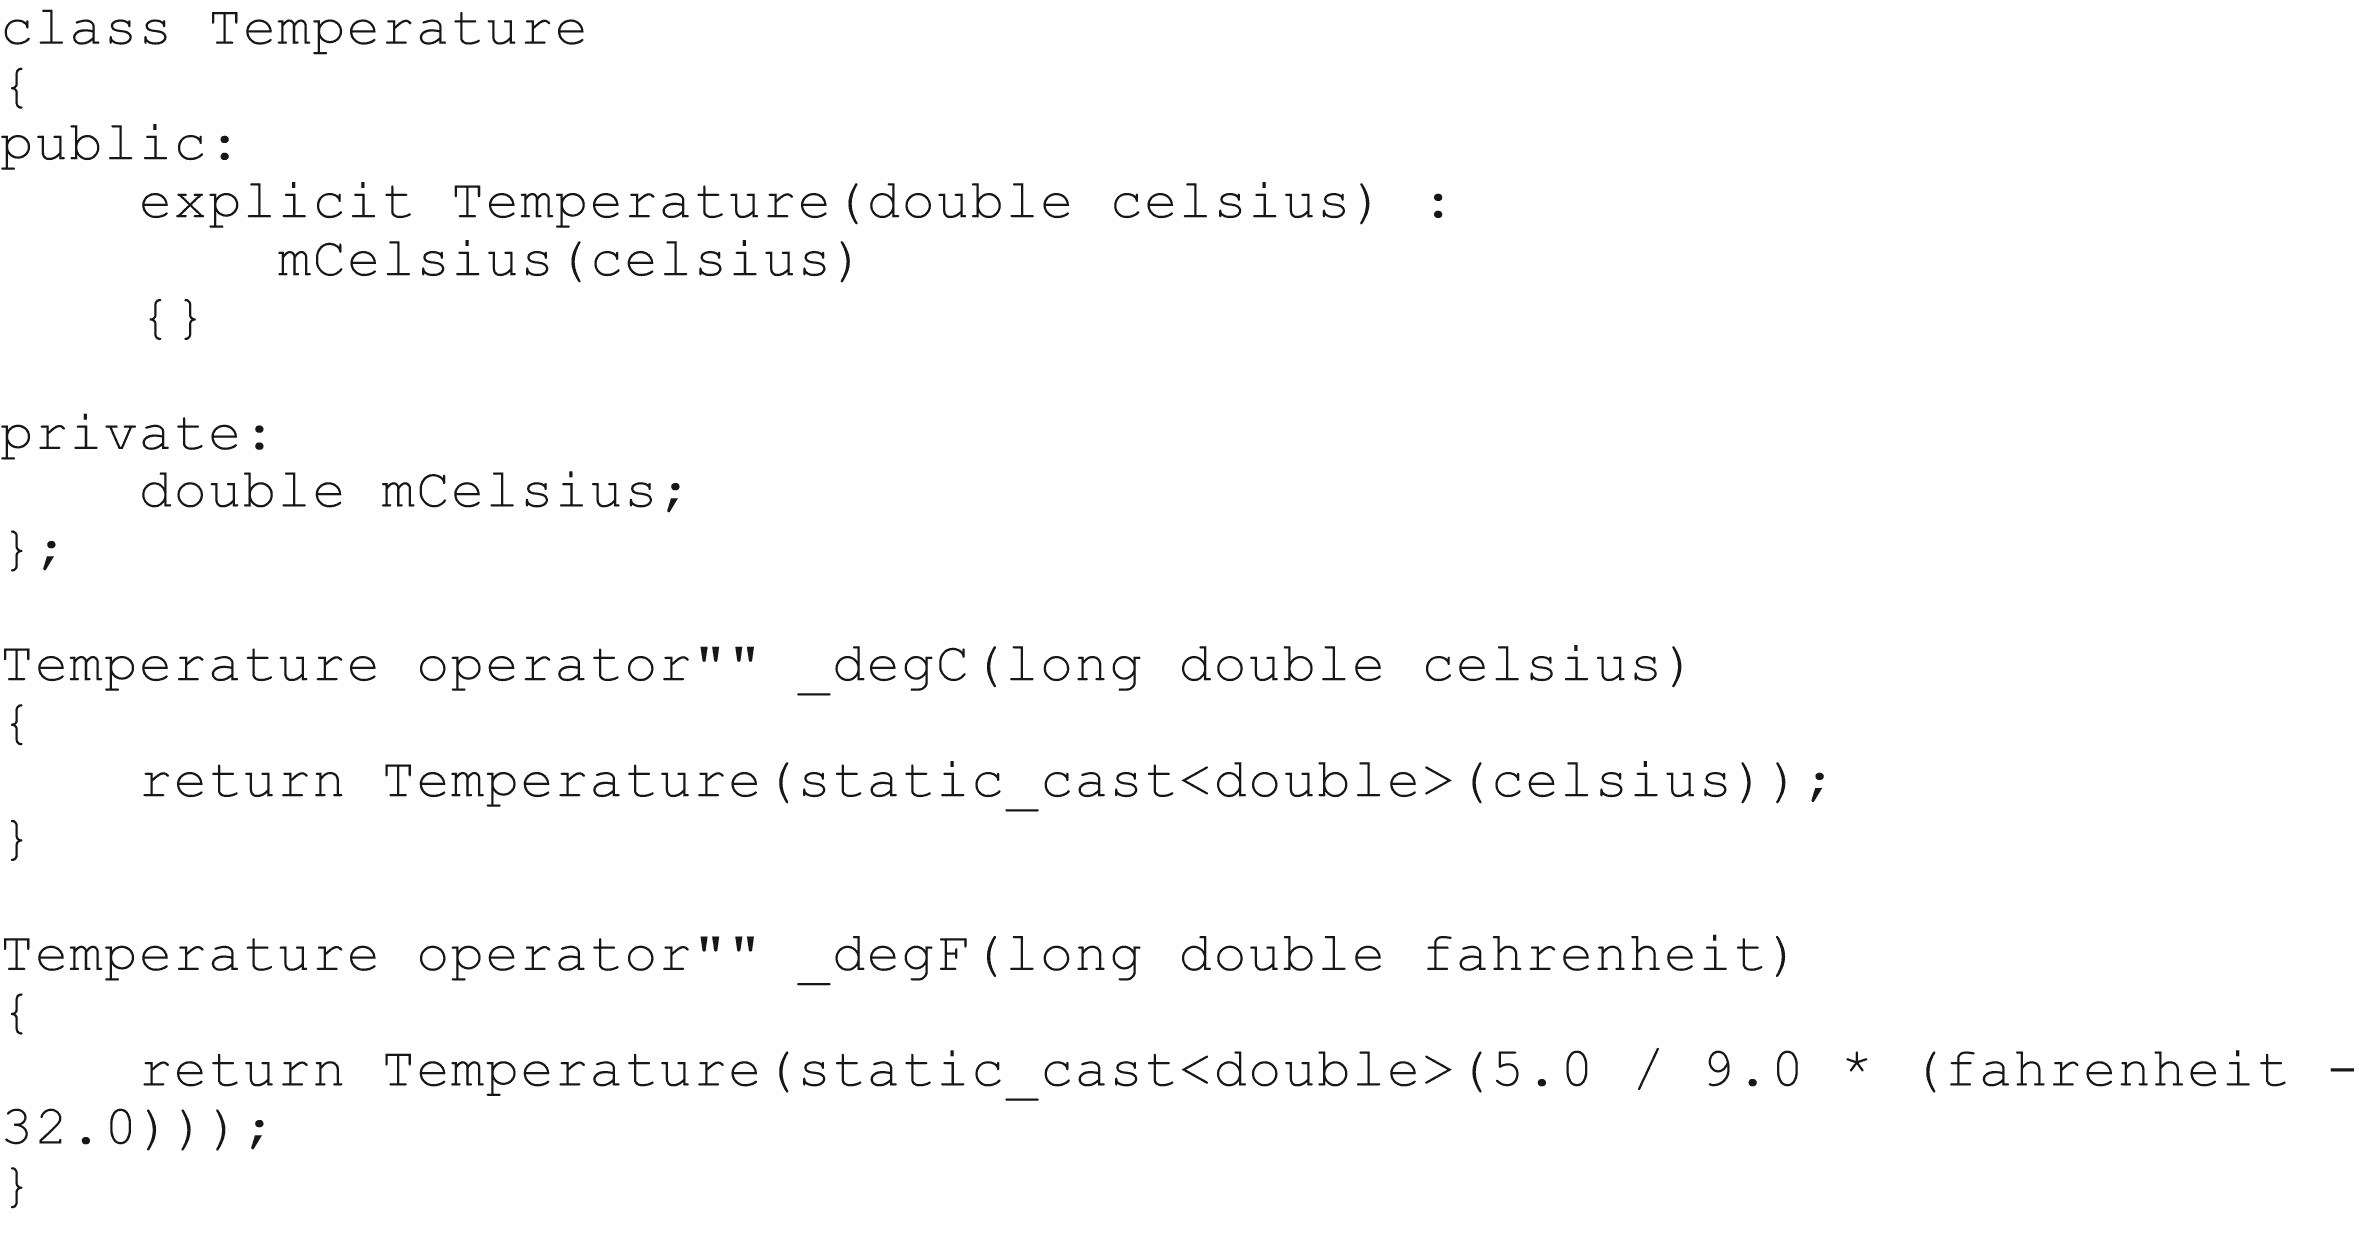 class Temperature
{
public:
    explicit Temperature(double celsius) :
        mCelsius(celsius)
    {}

private:
    double mCelsius;
};

Temperature operator"" _degC(long double celsius)
{
    return Temperature(static_cast<double>(celsius));
}

Temperature operator"" _degF(long double fahrenheit)
{
    return Temperature(static_cast<double>(5.0 / 9.0 * (fahrenheit -
32.0)));
}